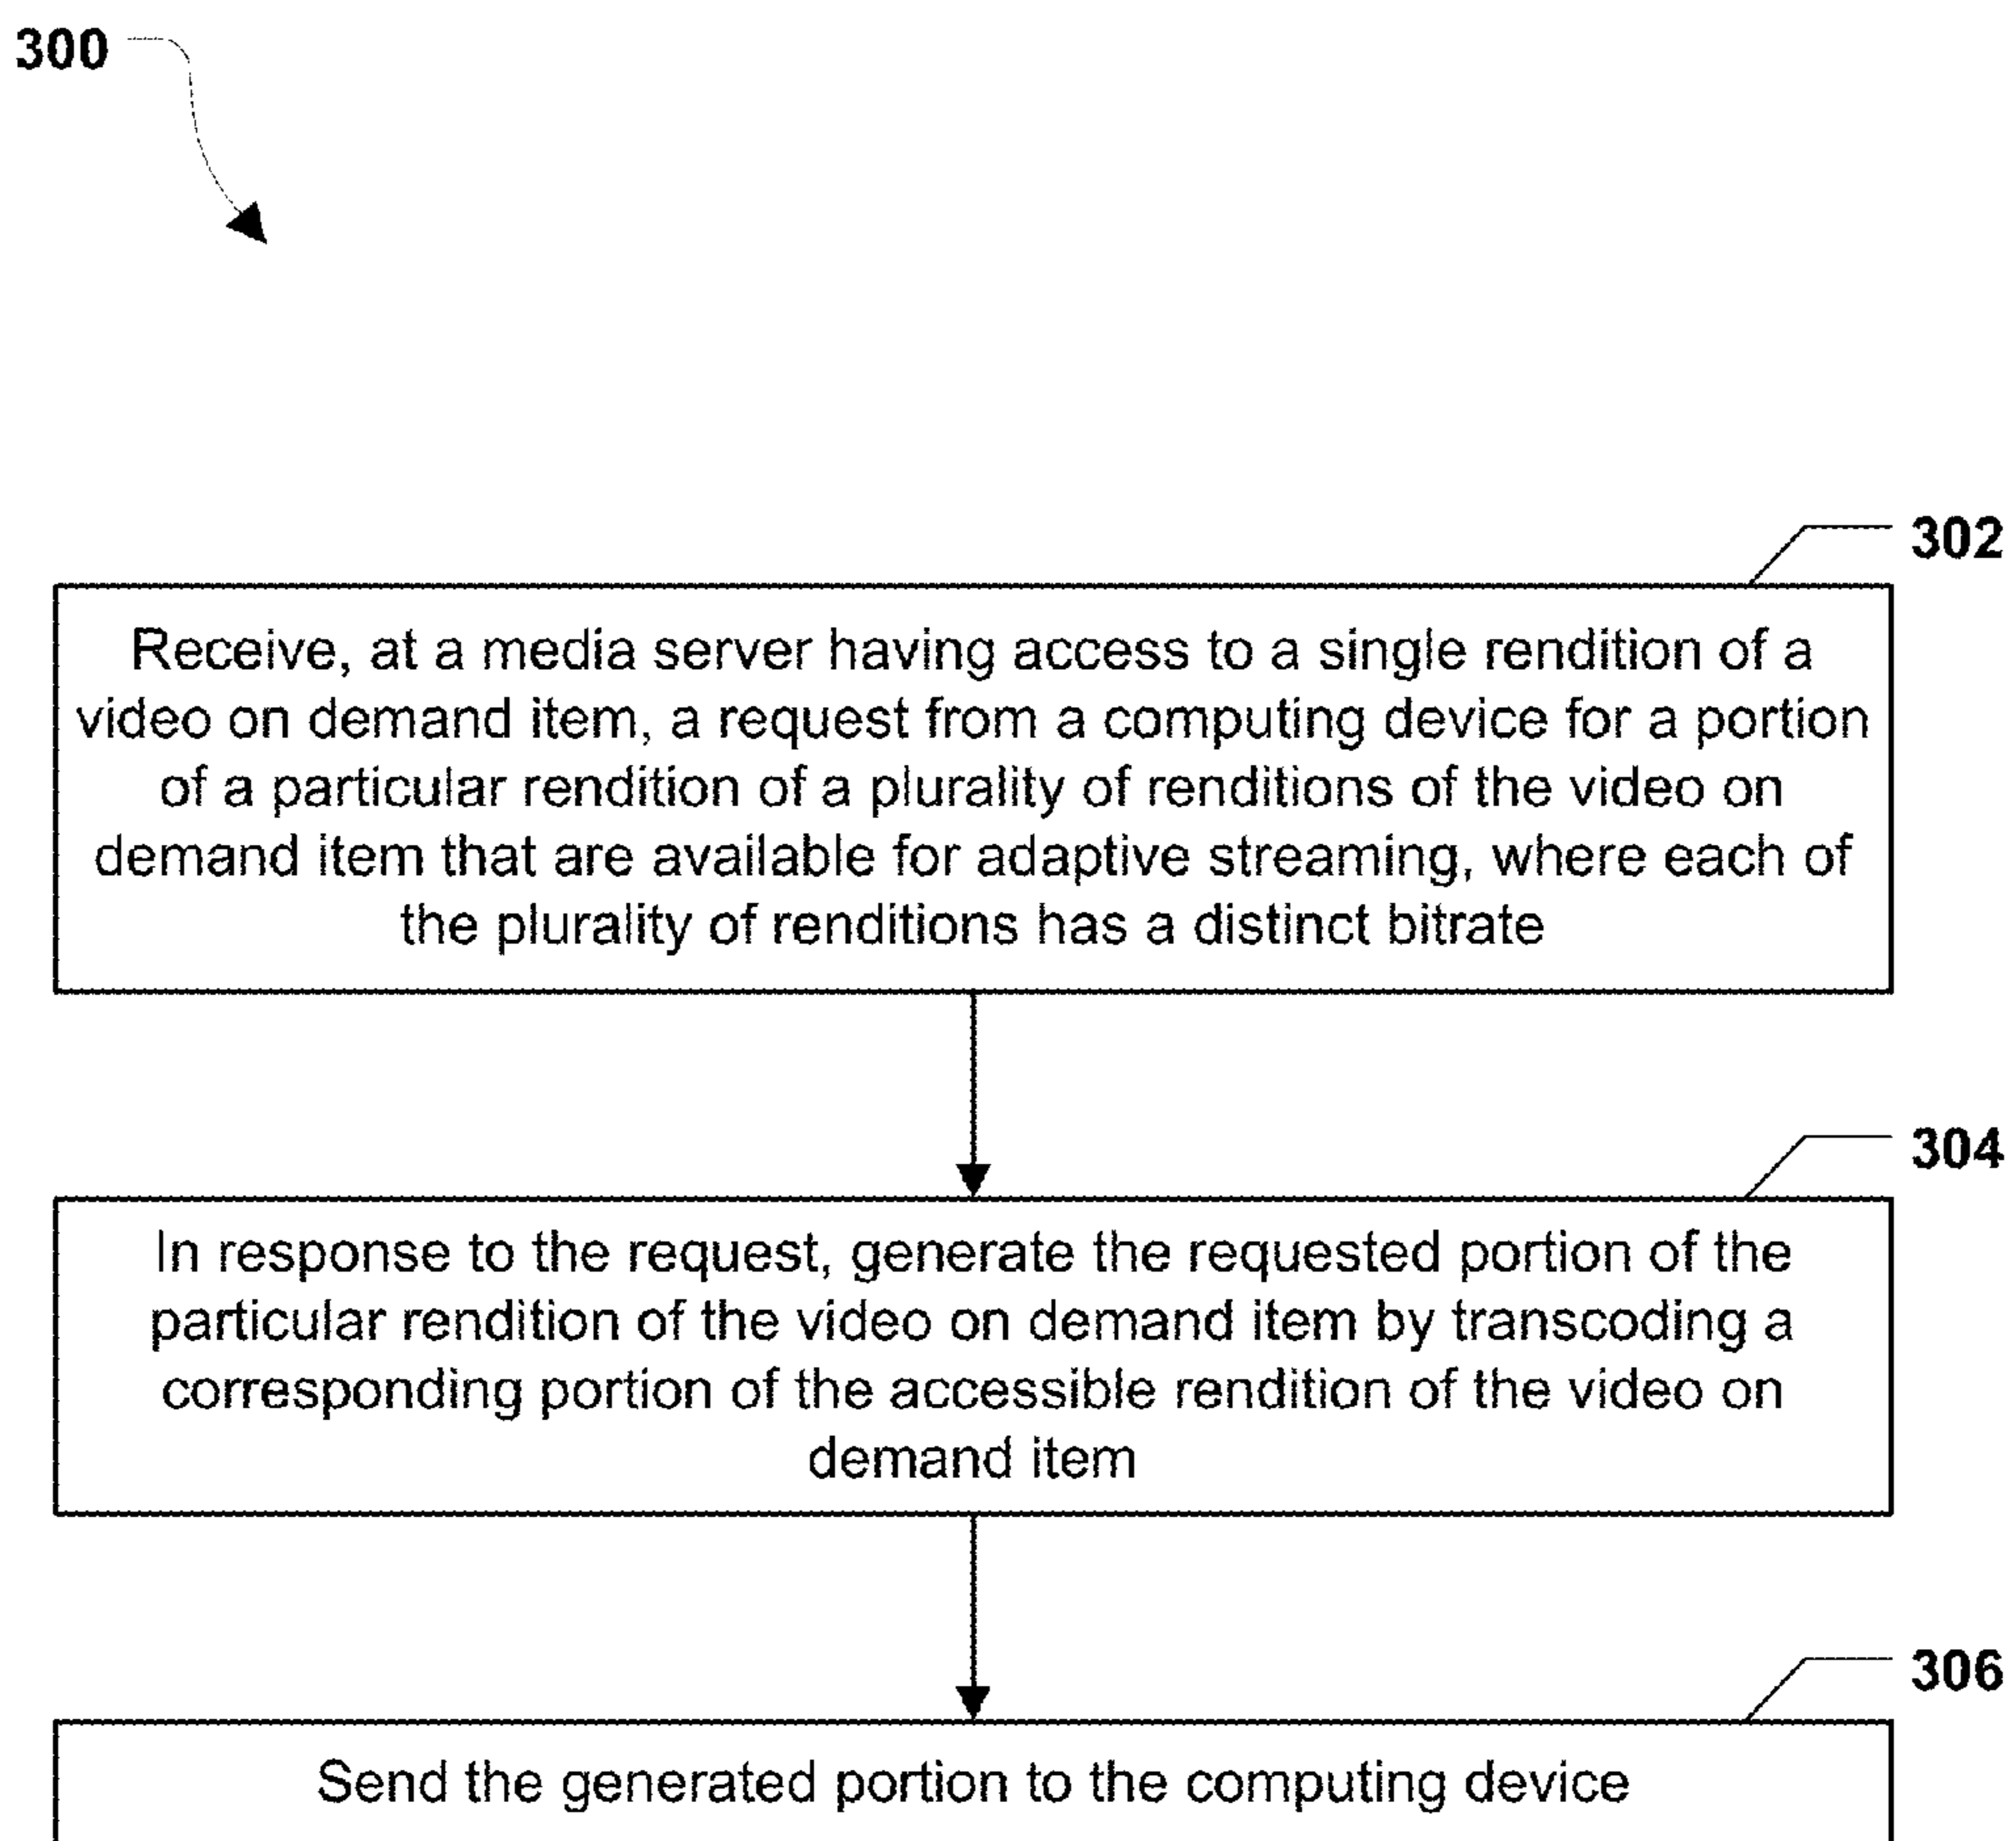 300
302
Receive, at a media server having access to a single rendition of a
video on demand item, a request from a computing device for a portion
of a particular rendition of a plurality of renditions of the video on
demand item that are available for adaptive streaming, where each of
the plurality of renditions has a distinct bitrate
304
In response to the request, generate the requested portion of the
particular rendition of the video on demand item by transcoding a
corresponding portion of the accessible rendition of the video on
demand item
306
Send the generated portion to the computing device